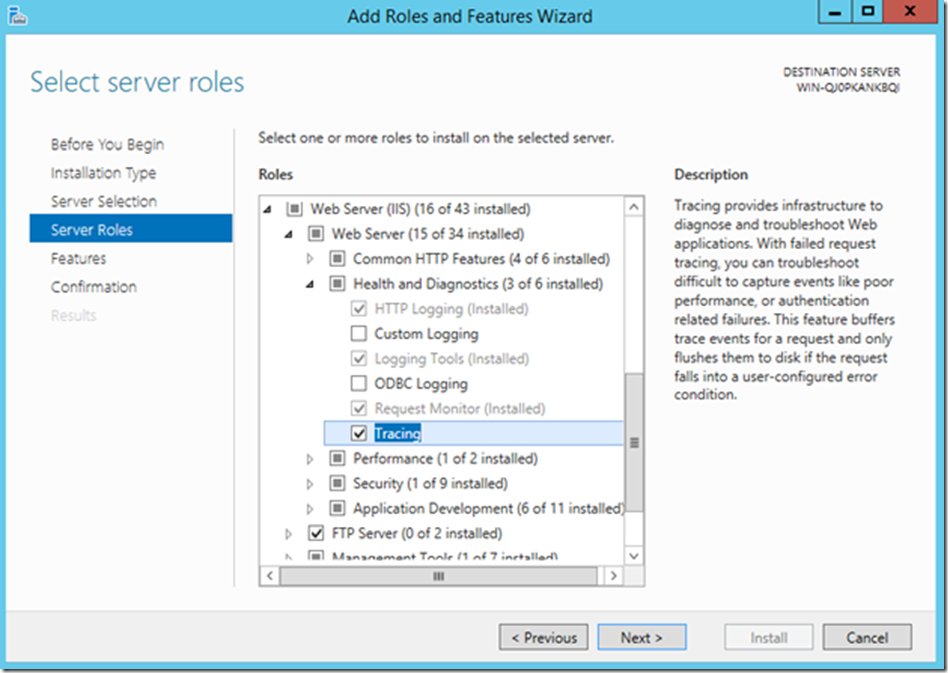 Add Roles and Features Wizard
Select server roles
DESTINATION SERVER
WIN-QJ0PKANKBQI
Before You Begin
Installation Type
Server Selection
Server Roles
Features
Confirmation
Results
Select one or more roles to install on the selected server.
Roles
Web Server (IIS) (16 of 43 installed)
Web Server (15 of 34 installed)
Common HTTP Features (4 of 6 installed)
Health and Diagnostics (3 of 6 installed)
HTTP Logging (Installed)
Custom Logging
Logging Tools (Installed)
ODBC Logging
Request Monitor (Installed)
Tracing
Performance (1 of 2 installed)
Security (1 of 9 installed)
Application Development (6 of 11 installed)
FTP Server (0 of 2 installed)
Management Tools (1 of 7 installed)
Description
Tracing provides infrastructure to
diagnose and troubleshoot Web
applications. With failed request
tracing, you can troubleshoot
difficult to capture events like poor
performance, or authentication
related failures. This feature buffers
trace events for a request and only
flushes them to disk if the request
falls into a user-configured error
condition.
< Previous
Next >
Install
Cancel